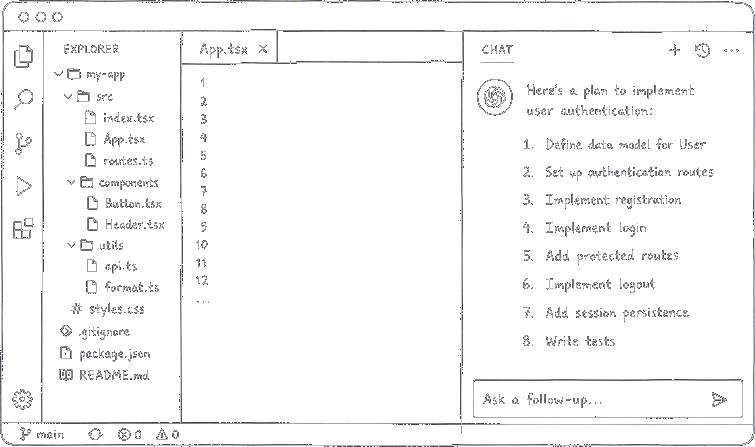 EXPLORER
my-app
src
index.tsx
App.tsx
routes.ts
components
Button.tsx
Header.tsx
utils
api.ts
format.ts
# styles.css
.gitignore
package.json
README.md
App.tsx ×
1
2
3
4
5
6
7
8
9
10
11
12
...
CHAT
Here's a plan to implement
user authentication:
1. Define data model for User
2. Set up authentication routes
3. Implement registration
4. Implement login
5. Add protected routes
6. Implement logout
7. Add session persistence
8. Write tests
Ask a follow-up...
main 0 0